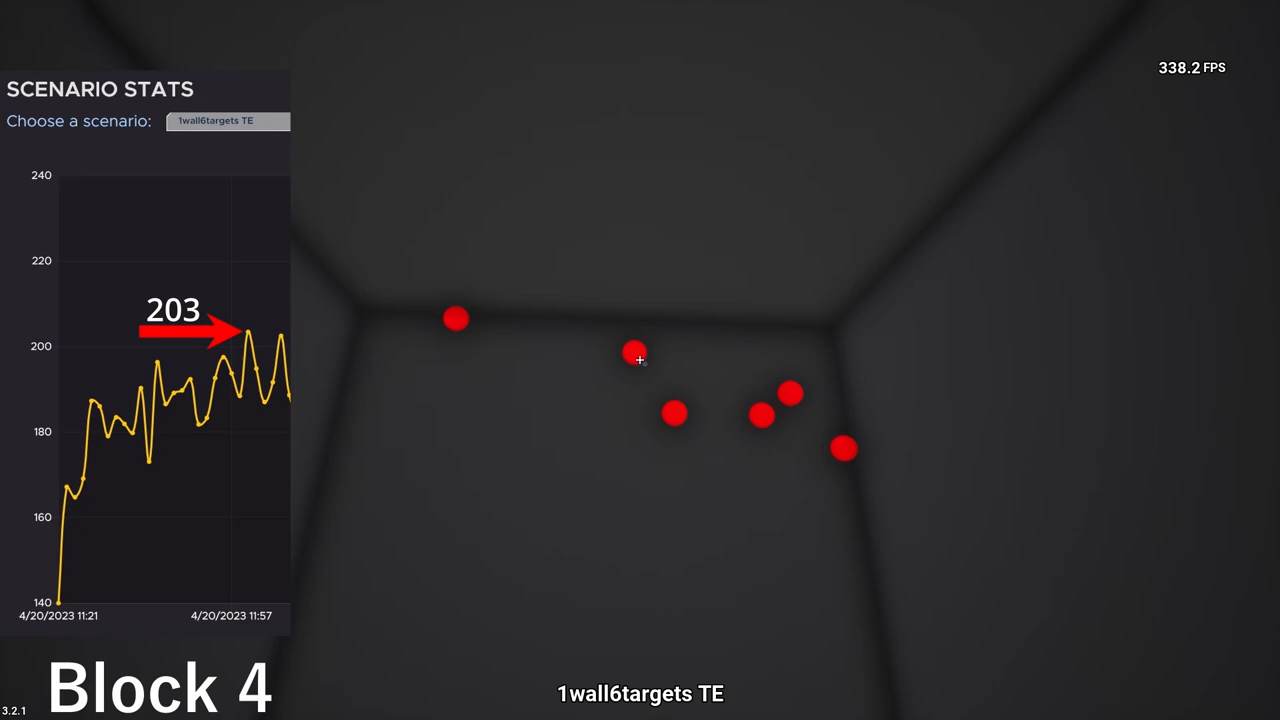 338.2 FPS
SCENARIO STATS
Choose a scenario: 1wall6targets TE
240
220
203
200
180
160
140
4/20/2023 11:21 4/20/2023 11:57
Block 4
1wall6targets TE
3.2.1